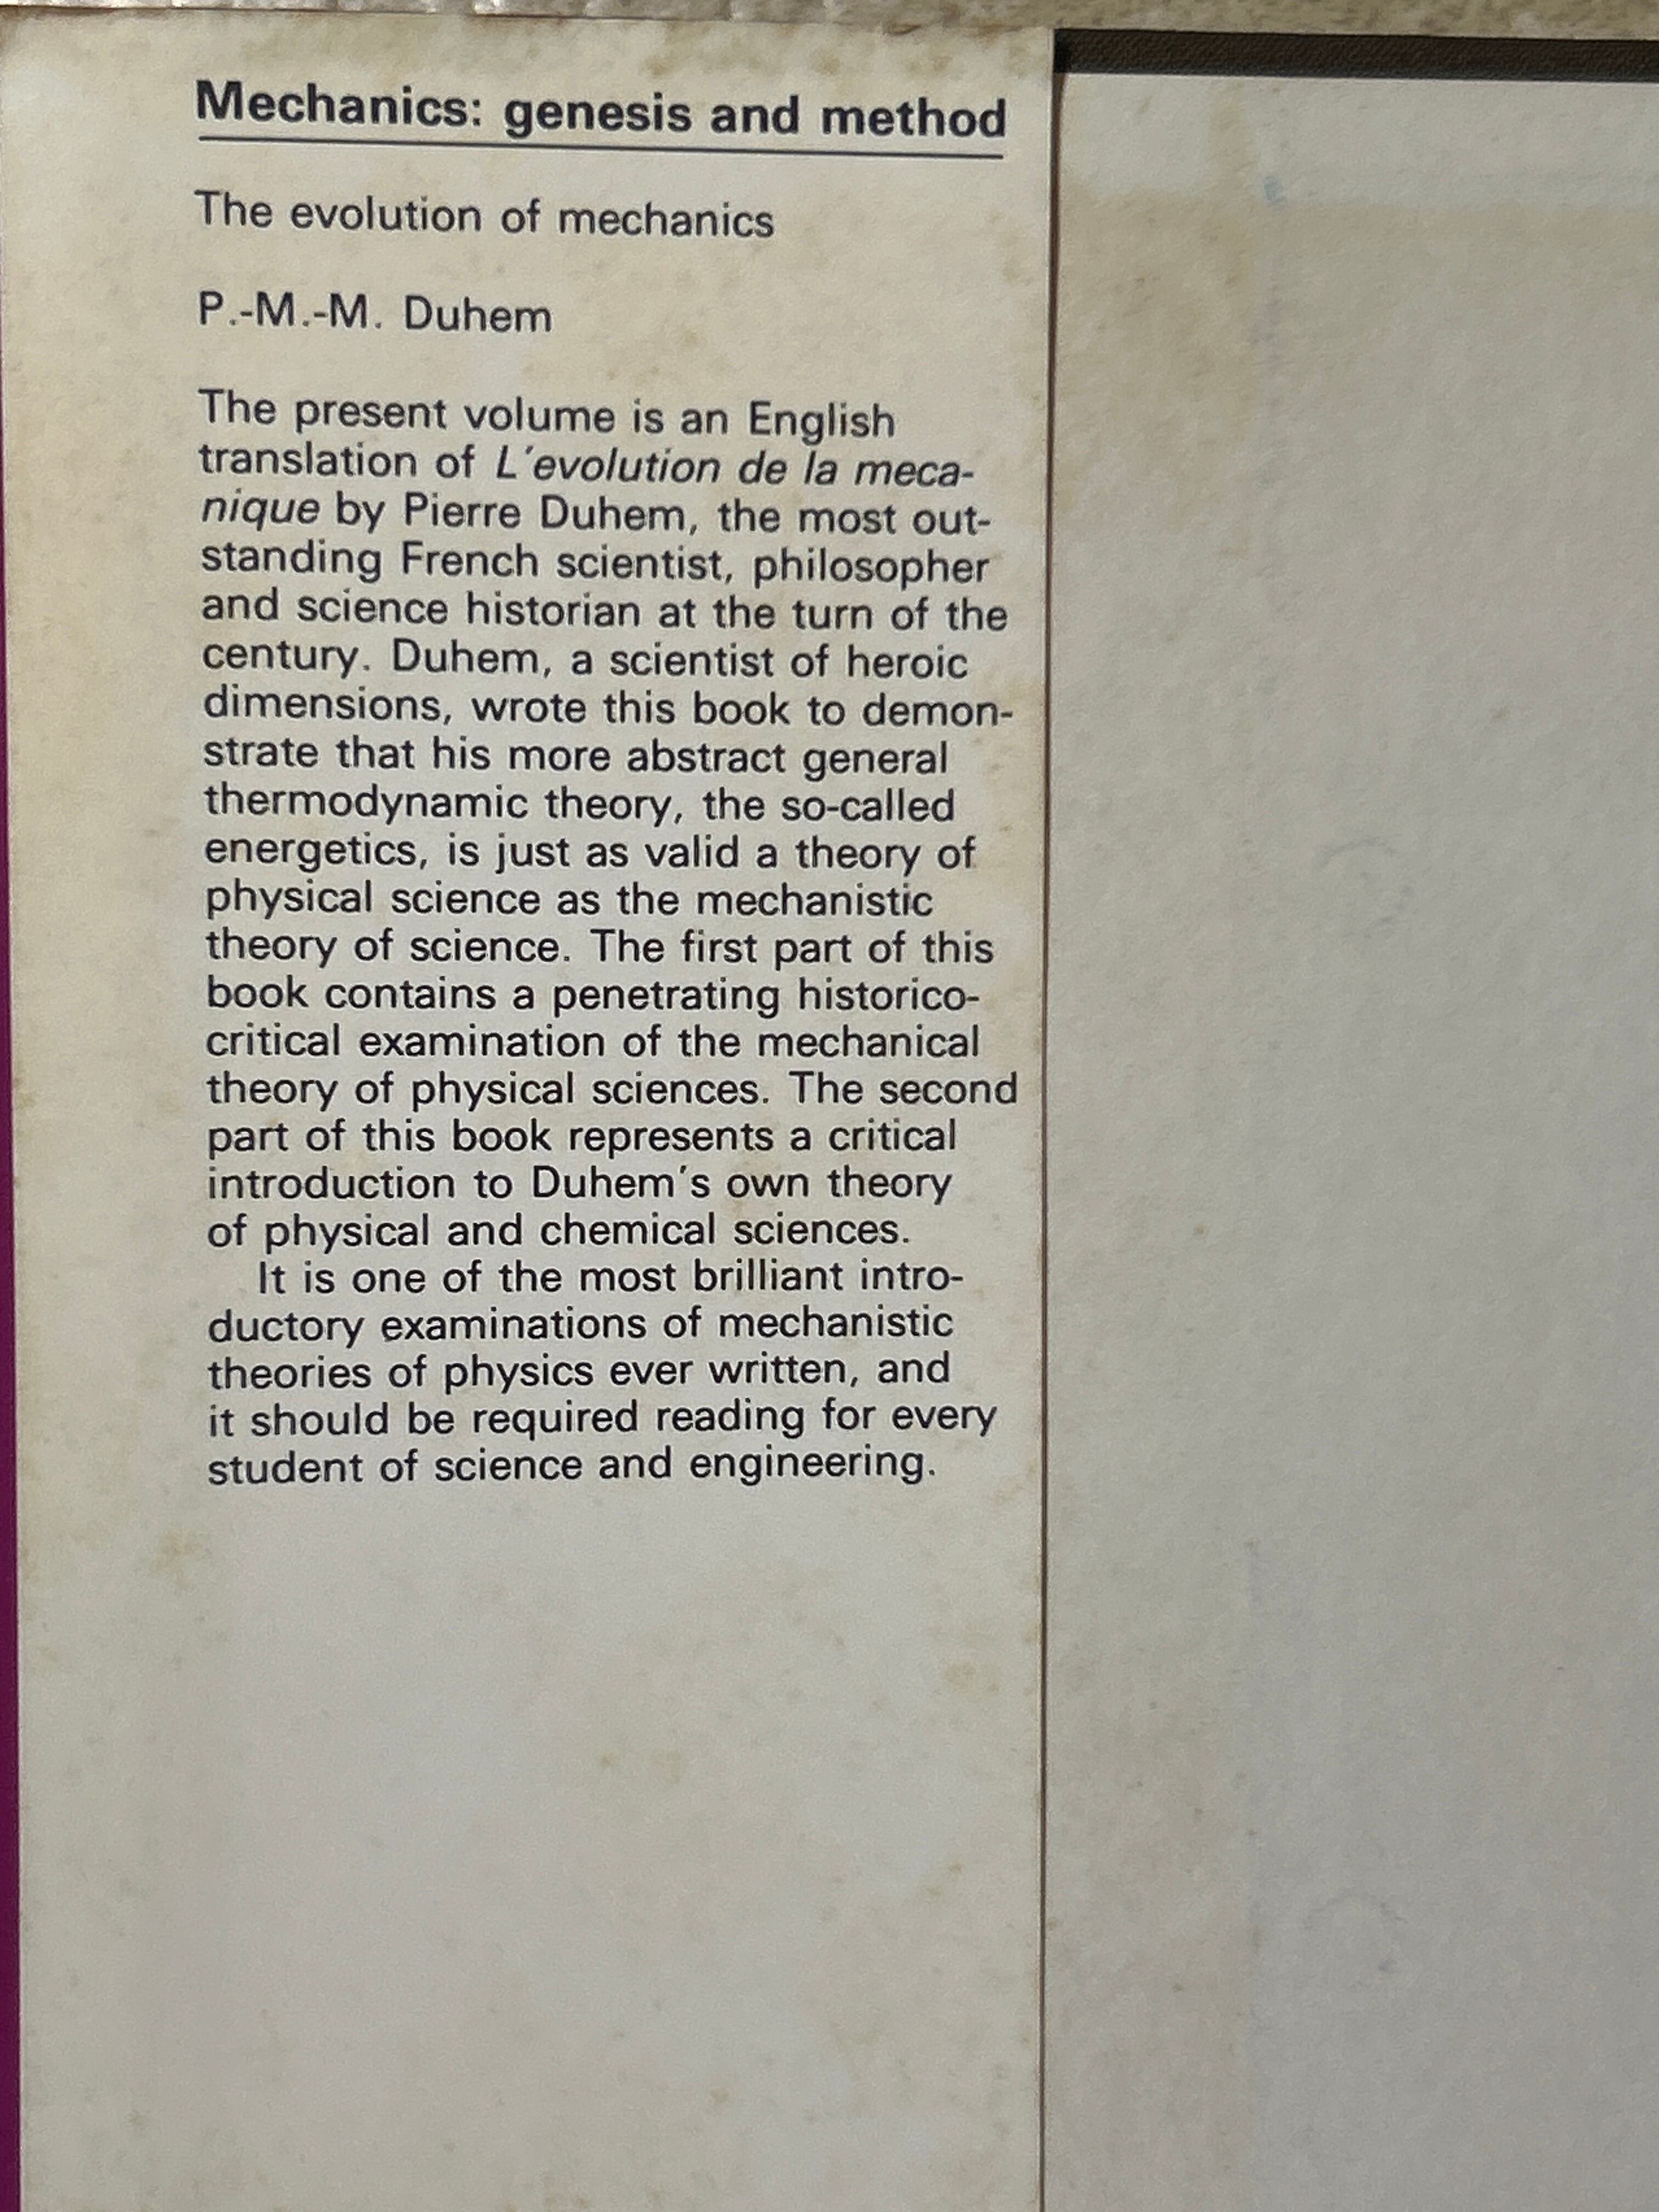 Mechanics: genesis and method
The evolution of mechanics
P.-M.-M. Duhem
The present volume is an English
translation of L'evolution de la meca-
nique by Pierre Duhem, the most out-
standing French scientist, philosopher
and science historian at the turn of the
century. Duhem, a scientist of heroic
dimensions, wrote this book to demon-
strate that his more abstract general
thermodynamic theory, the so-called
energetics, is just as valid a theory of
physical science as the mechanistic
theory of science. The first part of this
book contains a penetrating historico-
critical examination of the mechanical
theory of physical sciences. The second
part of this book represents a critical
introduction to Duhem's own theory
of physical and chemical sciences.
It is one of the most brilliant intro-
ductory examinations of mechanistic
theories of physics ever written, and
it should be required reading for every
student of science and engineering.